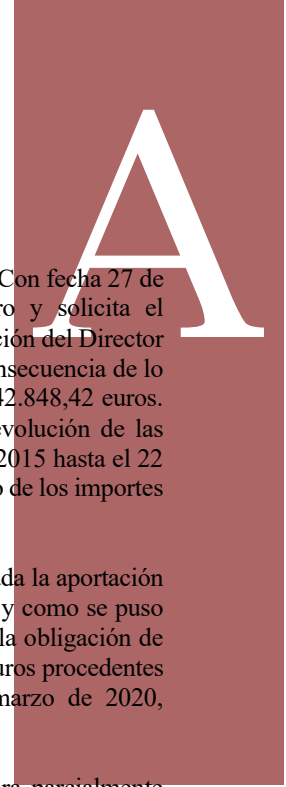 A
Con fecha 27 de
ro y solicita el
ción del Director
nsecuencia de lo
42.848,42 euros.
evolución de las
2015 hasta el 22
o de los importes
da la aportación
y como se puso
la obligación de
uros procedentes
marzo de 2020,
ra parcialmente